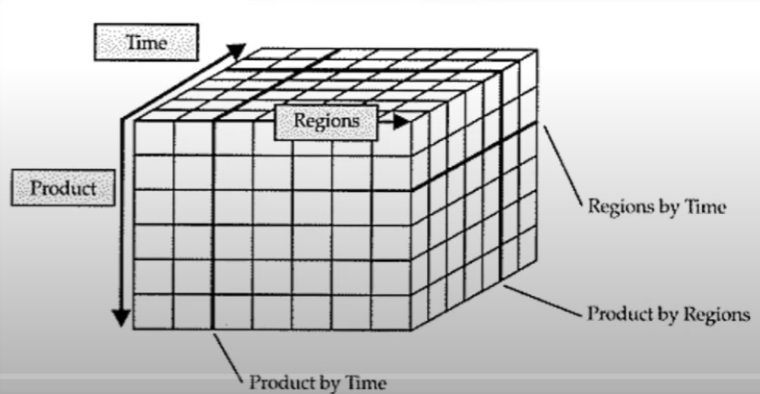 Time
Regions
Product
Regions by Time
Product by Regions
Product by Time